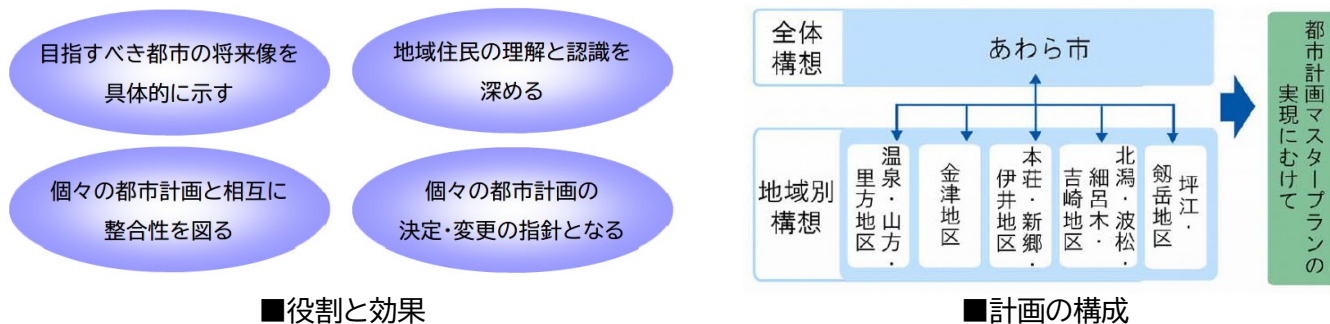 目指すべき都市の将来像を
具体的に示す
地域住民の理解と認識を
深める
個々の都市計画と相互に
整合性を図る
個々の都市計画の
決定・変更の指針となる
■役割と効果
全体
構想
あわら市
地域別
構想
温泉・山方・
里方地区
金津地区
本荘・新郷・
伊井地区
北潟・波松・
細呂木・
吉崎地区
坪江・
剱岳地区
都市計画マスタープランの
実現にむけて
■計画の構成